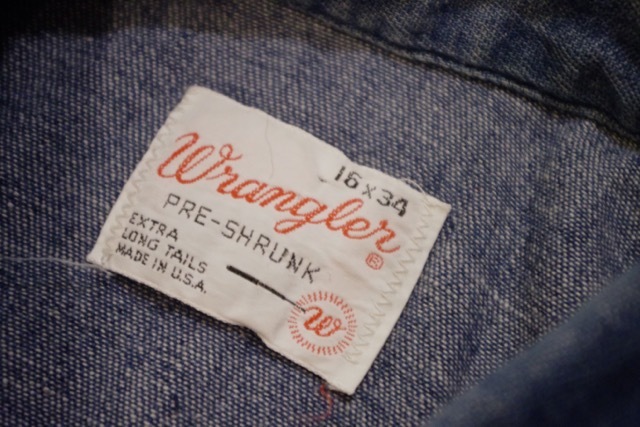 16 x 34
Wrangler®
PRE-SHRUNK
EXTRA
LONG TAILS
MADE IN U.S.A.
W